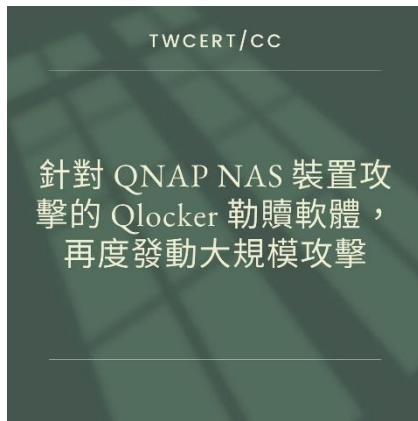 TWCERT/CC
針對 QNAP NAS 裝置攻
擊的 Qlocker 勒贖軟體，
再度發動大規模攻擊